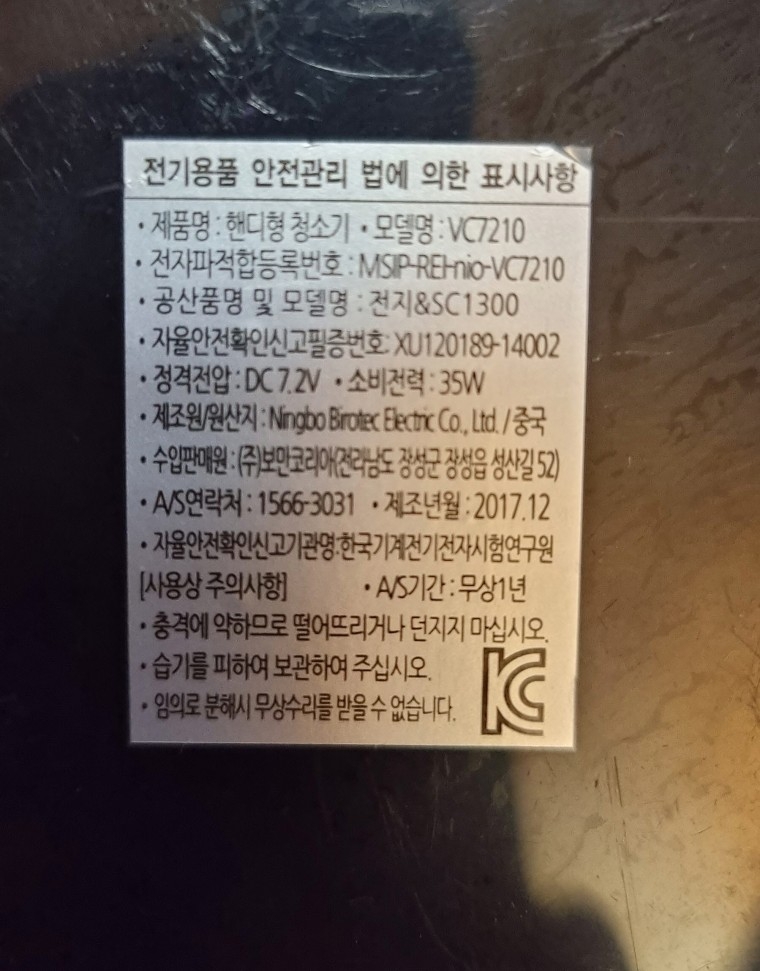 전기용품 안전관리 법에 의한 표시사항
• 제품명 : 핸디형 청소기 • 모델명 : VC7210
• 전자파적합등록번호 : MSIP-REI-nio-VC7210
• 공산품명 및 모델명 : 전지&SC1300
• 자율안전확인신고필증번호: XU120189-14002
• 정격전압 : DC 7.2V • 소비전력 : 35W
• 제조원/원산지 : Ningbo Birotec Electric Co., Ltd. / 중국
• 수입판매원 : (주)보만코리아(전라남도 장성군 장성읍 성산길 52)
• A/S연락처 : 1566-3031 • 제조년월 : 2017.12
• 자율안전확인신고기관명:한국기계전기전자시험연구원
[사용상 주의사항] • A/S기간 : 무상1년
• 충격에 약하므로 떨어뜨리거나 던지지 마십시오.
• 습기를 피하여 보관하여 주십시오.
• 임의로 분해시 무상수리를 받을 수 없습니다.
KC